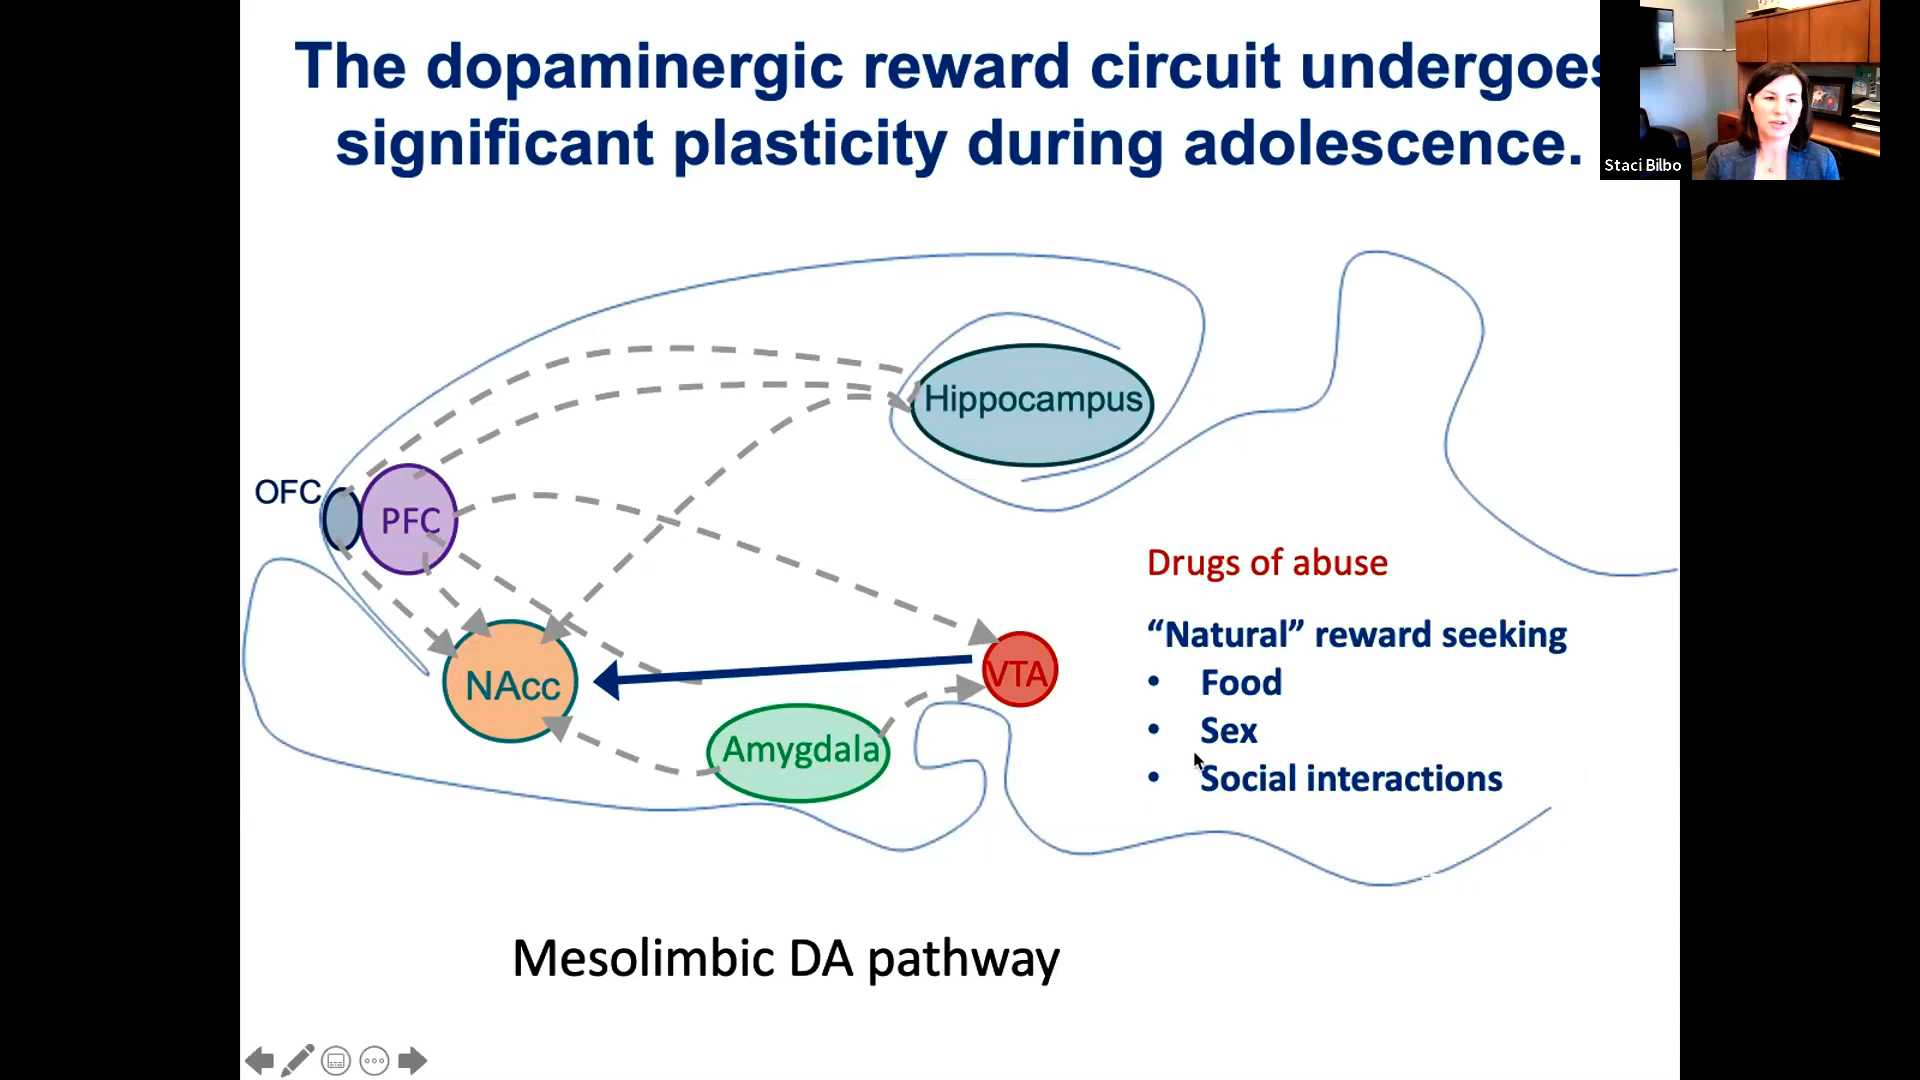 The dopaminergic reward circuit undergoes
significant plasticity during adolescence.
Staci Bilbo
Hippocampus
OFC
PFC
Drugs of abuse
“Natural” reward seeking
NAcc
VTA
• Food
• Sex
Amygdala
• Social interactions
Mesolimbic DA pathway